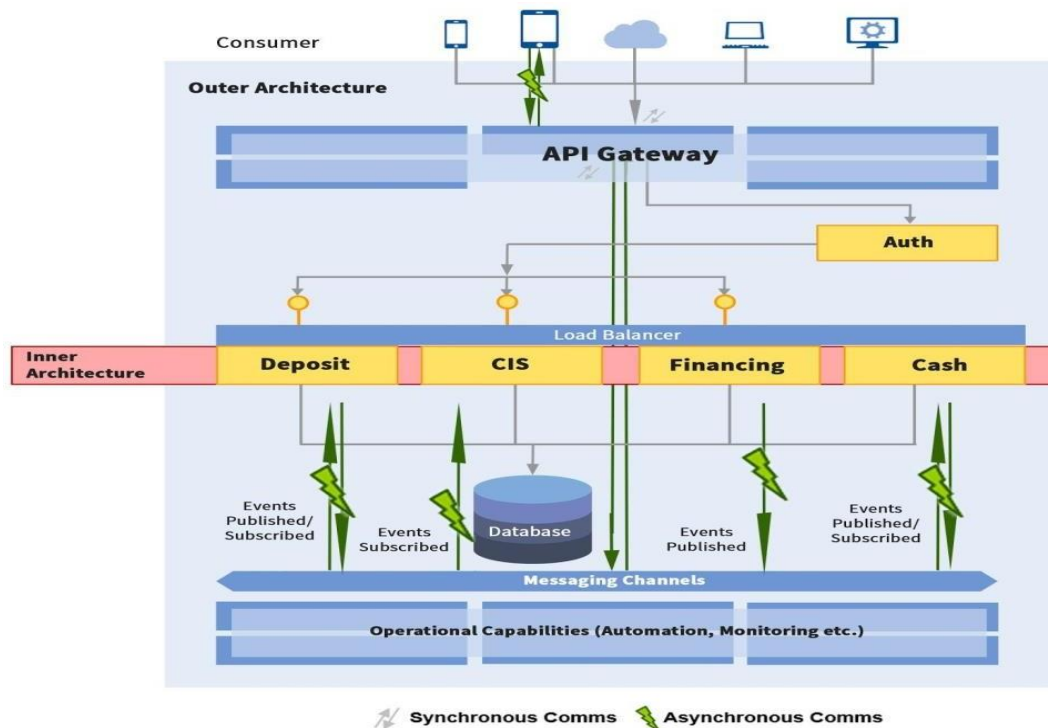 Consumer
Outer Architecture
API Gateway
Auth
Load Balancer
Inner
Architecture
Deposit
CIS
Financing
Cash
Events
Published/
Subscribed
Events
Subscribed
Database
Events
Published
Events
Published/
Subscribed
Messaging Channels
Operational Capabilities (Automation, Monitoring etc.)
Synchronous Comms
Asynchronous Comms